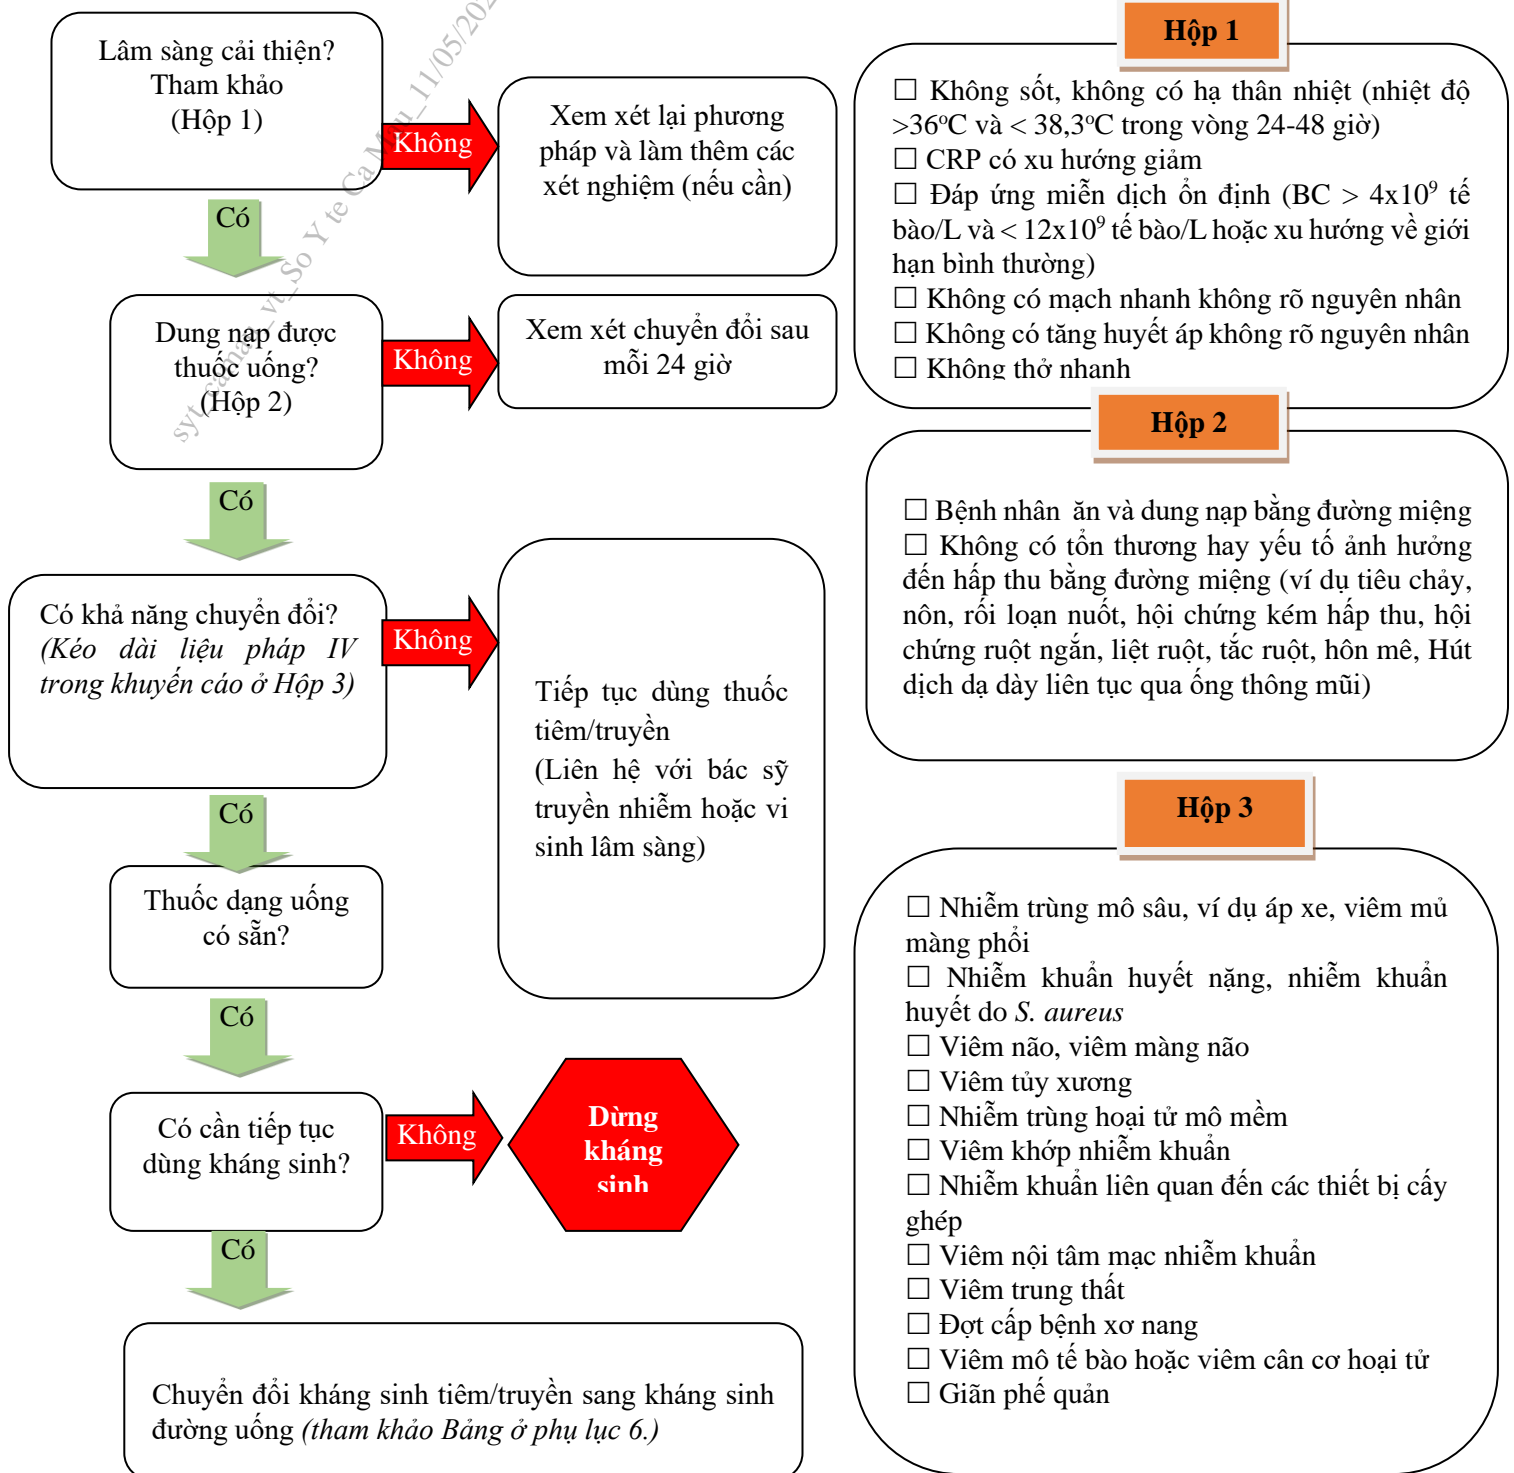 Lâm sàng cải thiện?
Tham khảo
(Hộp 1)
Không
Xem xét lại phương
pháp và làm thêm các
xét nghiệm (nếu cần)
Có
Dung nạp được
thuốc uống?
(Hộp 2)
Không
Xem xét chuyển đổi sau
mỗi 24 giờ
Có
Có khả năng chuyển đổi?
(Kéo dài liệu pháp IV
trong khuyến cáo ở Hộp 3)
Không
Tiếp tục dùng thuốc
tiêm/truyền
(Liên hệ với bác sỹ
truyền nhiễm hoặc vi
sinh lâm sàng)
Có
Thuốc dạng uống
có sẵn?
Có
Có cần tiếp tục
dùng kháng sinh?
Không
Dừng
kháng
sinh
Có
Chuyển đổi kháng sinh tiêm/truyền sang kháng sinh
đường uống (tham khảo Bảng ở phụ lục 6.)
Hộp 1
☐ Không sốt, không có hạ thân nhiệt (nhiệt độ
>36°C và < 38,3°C trong vòng 24-48 giờ)
☐ CRP có xu hướng giảm
☐ Đáp ứng miễn dịch ổn định (BC > 4x10⁹ tế
bào/L và < 12x10⁹ tế bào/L hoặc xu hướng về giới
hạn bình thường)
☐ Không có mạch nhanh không rõ nguyên nhân
☐ Không có tăng huyết áp không rõ nguyên nhân
☐ Không thở nhanh
Hộp 2
☐ Bệnh nhân ăn và dung nạp bằng đường miệng
☐ Không có tổn thương hay yếu tố ảnh hưởng
đến hấp thu bằng đường miệng (ví dụ tiêu chảy,
nôn, rối loạn nuốt, hội chứng kém hấp thu, hội
chứng ruột ngắn, liệt ruột, tắc ruột, hôn mê, Hút
dịch dạ dày liên tục qua ống thông mũi)
Hộp 3
☐ Nhiễm trùng mô sâu, ví dụ áp xe, viêm mủ
màng phổi
☐ Nhiễm khuẩn huyết nặng, nhiễm khuẩn
huyết do S. aureus
☐ Viêm não, viêm màng não
☐ Viêm tủy xương
☐ Nhiễm trùng hoại tử mô mềm
☐ Viêm khớp nhiễm khuẩn
☐ Nhiễm khuẩn liên quan đến các thiết bị cấy
ghép
☐ Viêm nội tâm mạc nhiễm khuẩn
☐ Viêm trung thất
☐ Đợt cấp bệnh xơ nang
☐ Viêm mô tế bào hoặc viêm cân cơ hoại tử
☐ Giãn phế quản